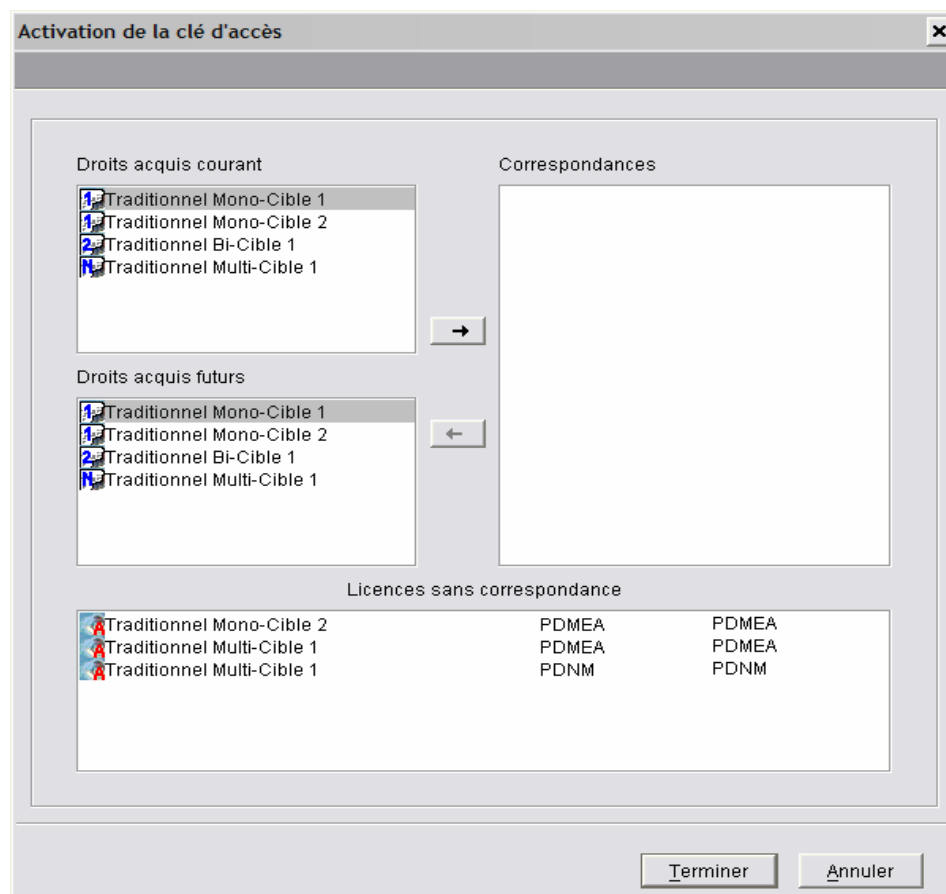 Activation de la clé d'accès
Droits acquis courant
Traditionnel Mono-Cible 1
Traditionnel Mono-Cible 2
Traditionnel Bi-Cible 1
Traditionnel Multi-Cible 1
Correspondances
Droits acquis futurs
Traditionnel Mono-Cible 1
Traditionnel Mono-Cible 2
Traditionnel Bi-Cible 1
Traditionnel Multi-Cible 1
Licences sans correspondance
Traditionnel Mono-Cible 2 PDMEA PDMEA
Traditionnel Multi-Cible 1 PDMEA PDMEA
Traditionnel Multi-Cible 1 PDNM PDNM
Terminer Annuler